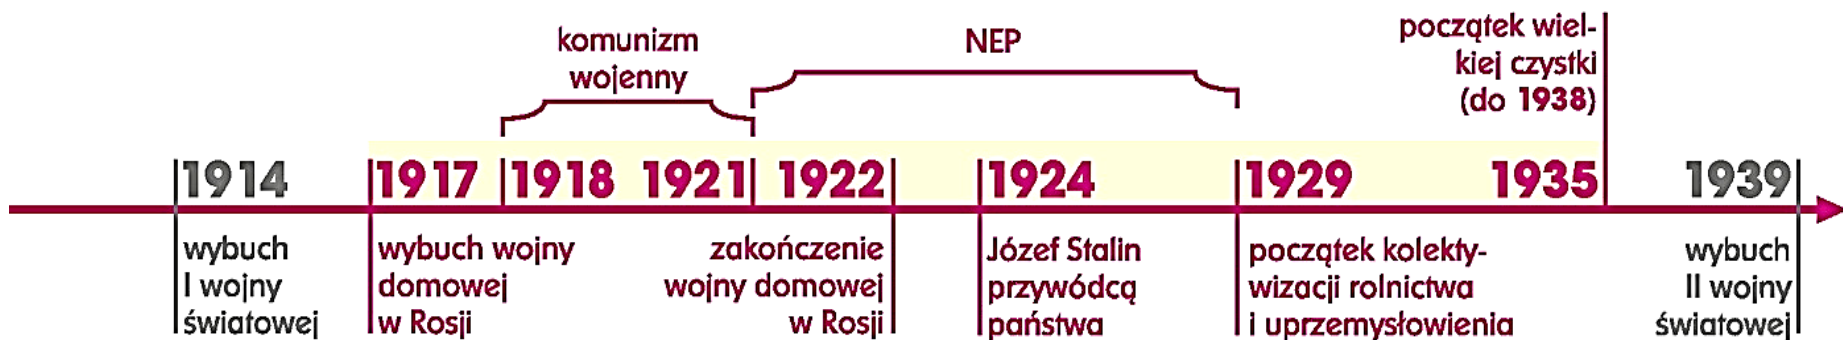 komunizm
wojenny
NEP
początek wiel-
kiej czystki
(do 1938)
1914
1917
1918
1921
1922
1924
1929
1935
1939
wybuch
I wojny
światowej
wybuch wojny
domowej
w Rosji
zakończenie
wojny domowej
w Rosji
Józef Stalin
przywódcą
państwa
początek kolekty-
wizacji rolnictwa
i uprzemysłowienia
wybuch
II wojny
światowej